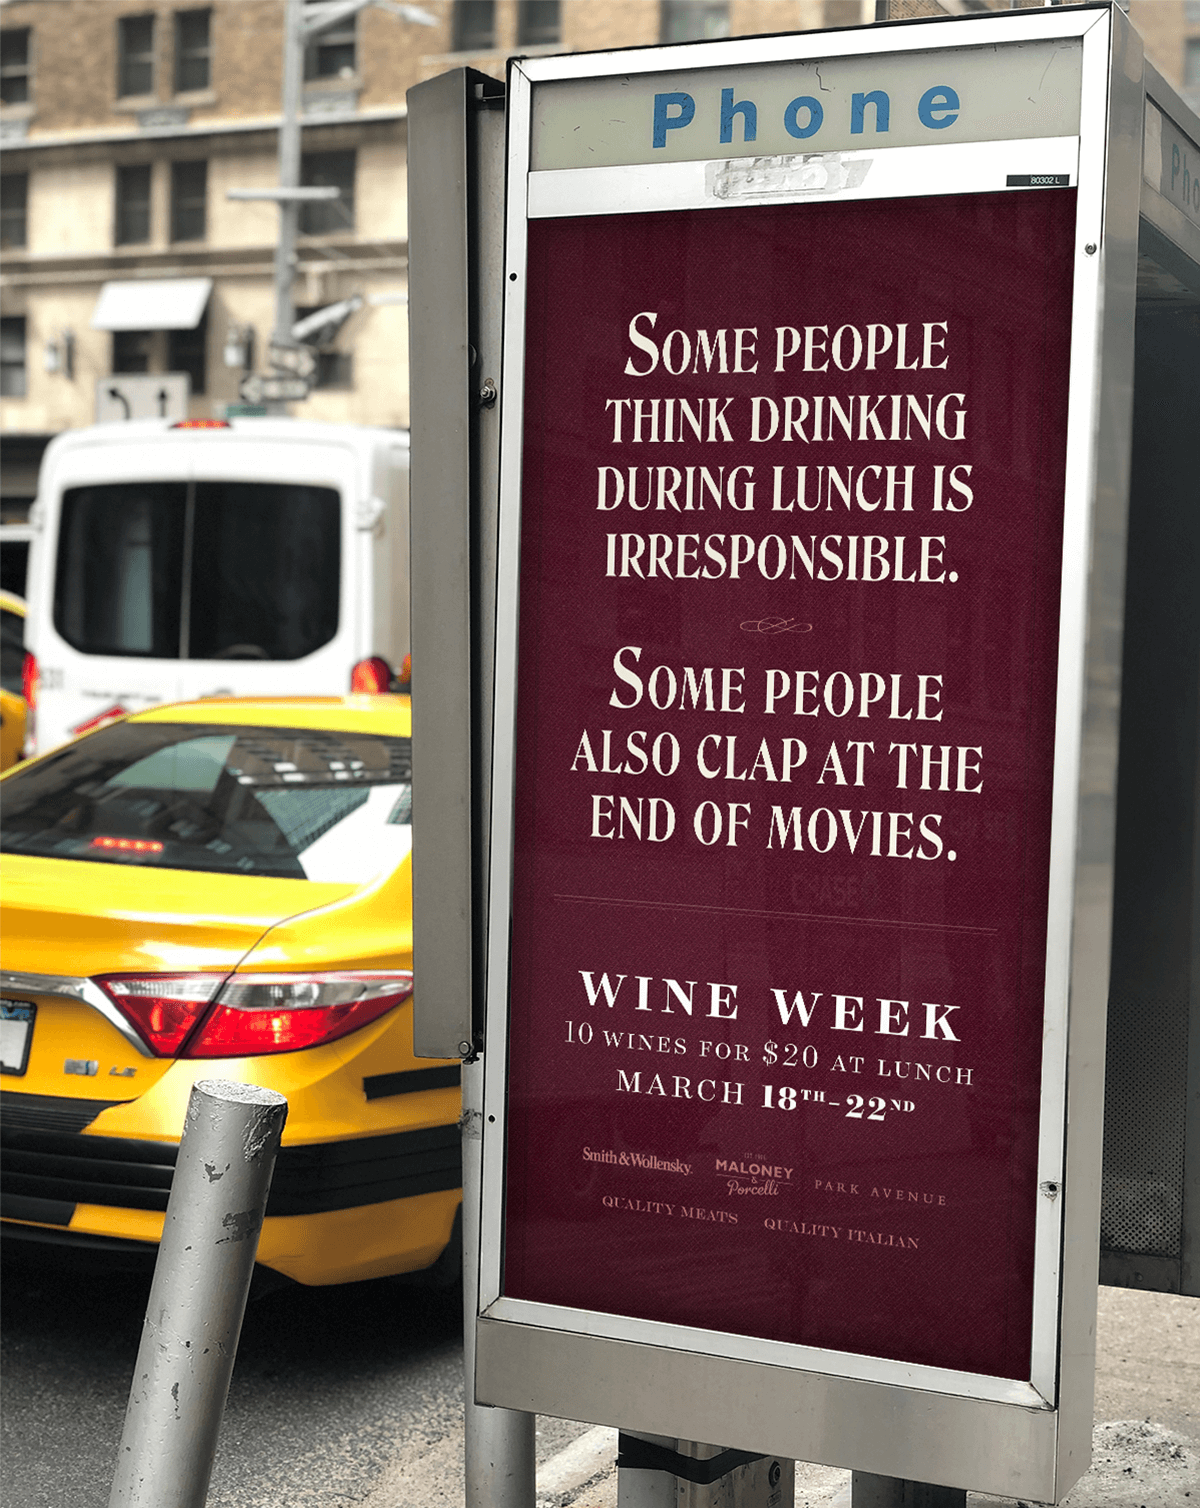 Phone
80302 L
SOME PEOPLE
THINK DRINKING
DURING LUNCH IS
IRRESPONSIBLE.
SOME PEOPLE
ALSO CLAP AT THE
END OF MOVIES.
WINE WEEK
10 WINES FOR $20 AT LUNCH
MARCH 18TH-22ND
Smith & Wollensky.
MALONEY
&
Porcelli
PARK AVENUE
QUALITY MEATS
QUALITY ITALIAN
CHASE
LE